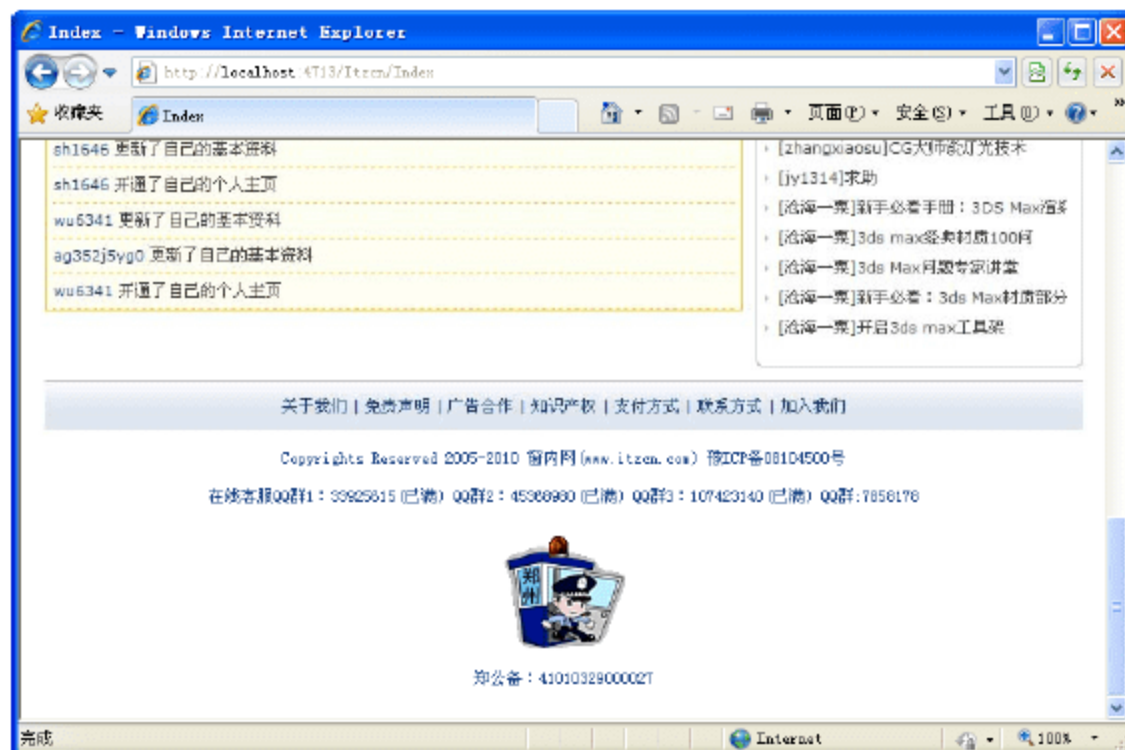 Index - Windows Internet Explorer
http://localhost:4713/Itzcn/Index
收藏夹
Index
页面(P)
安全(S)
工具(O)
sh1646 更新了自己的基本资料
sh1646 开通了自己的个人主页
wu6341 更新了自己的基本资料
ag352j5yg0 更新了自己的基本资料
wu6341 开通了自己的个人主页
[zhangxiaosu]CG大师级灯光技术
[jy1314]求助
[沧海一粟]新手必看手册：3DS Max渲
[沧海一粟]3ds max经典材质100问
[沧海一粟]3ds Max问题专家讲堂
[沧海一粟]新手必看：3ds Max材质部分
[沧海一粟]开启3ds max工具架
关于我们 | 免责声明 | 广告合作 | 知识产权 | 支付方式 | 联系方式 | 加入我们
Copyrights Reserved 2005-2010 窗内网(www.itzcn.com) 豫ICP备08104500号
在线客服QQ群1：33925615(已满) QQ群2：45368980(已满) QQ群3：107423140(已满) QQ群:7858178
郑州
郑公备：41010329000027
完成
Internet
100%